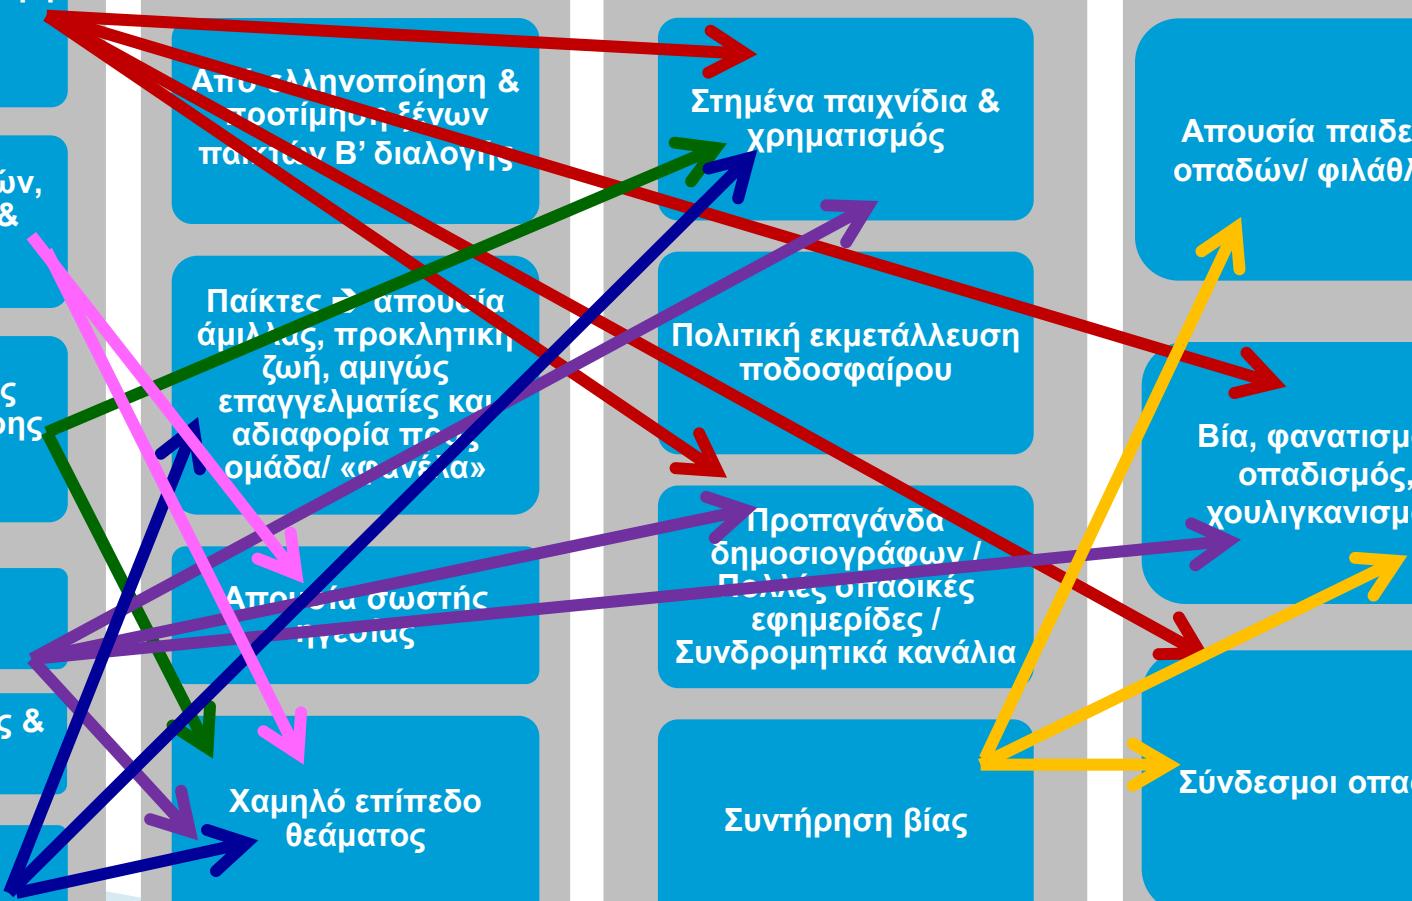 ών,
&
ς
ρης
ς &
Από ελληνοποίηση &
προτίμηση ξένων
παικτών Β’ διαλογής
Παίκτες → απουσία
άμιλλας, προκλητική
ζωή, αμιγώς
επαγγελματίες και
αδιαφορία προς
ομάδα/ «φανέλα»
Απουσία σωστής
ηγεσίας
Χαμηλό επίπεδο
θεάματος
Στημένα παιχνίδια &
χρηματισμός
Πολιτική εκμετάλλευση
ποδοσφαίρου
Προπαγάνδα
δημοσιογράφων /
Πολλές οπαδικές
εφημερίδες /
Συνδρομητικά κανάλια
Συντήρηση βίας
Απουσία παιδε
οπαδών/ φιλάθλ
Βία, φανατισμ
οπαδισμός,
χουλιγκανισμ
Σύνδεσμοι οπα